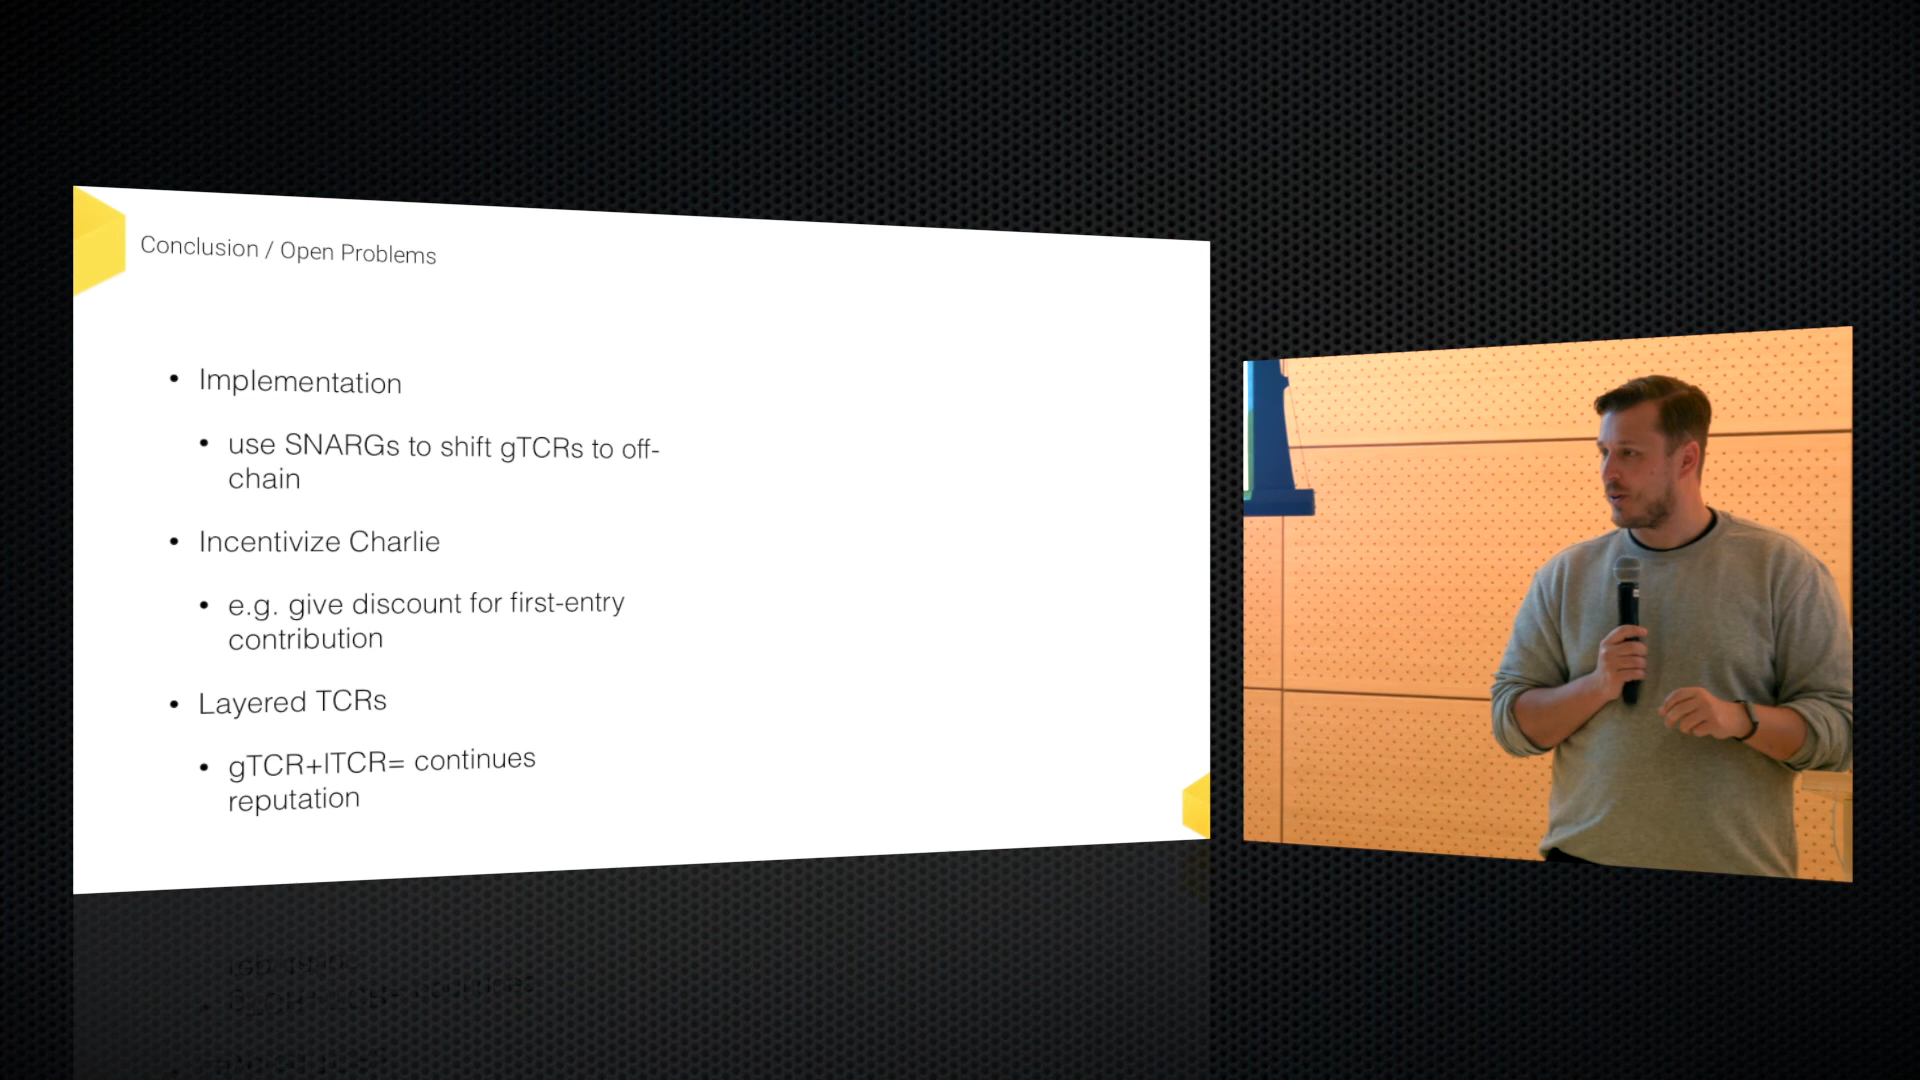 Conclusion / Open Problems
• Implementation
• use SNARGs to shift gTCRs to off-
chain
• Incentivize Charlie
• e.g. give discount for first-entry
contribution
• Layered TCRs
• gTCR+lTCR= continues
reputation